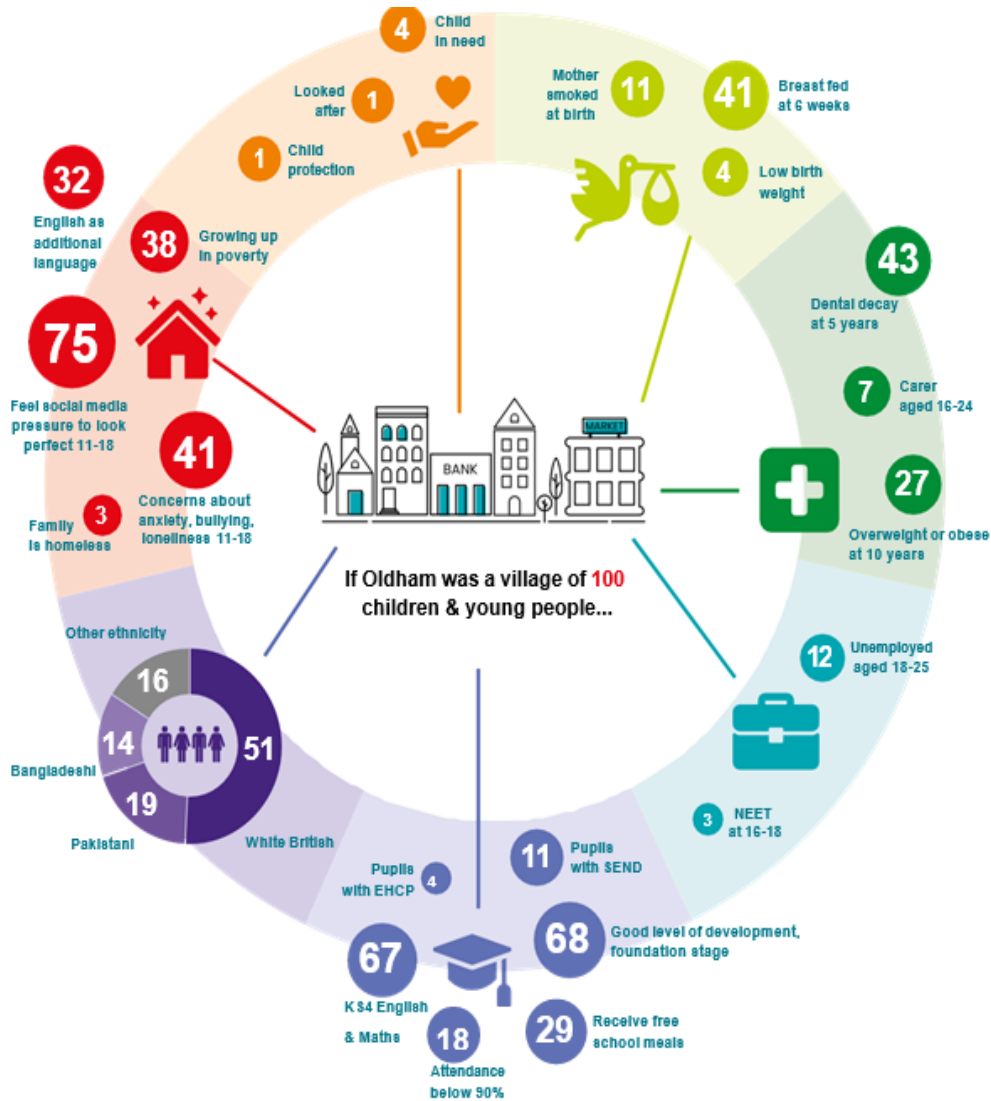 4
Child
in need
Looked
after
1
1
Child
protection
Mother
smoked
at birth
11
41
Breast fed
at 6 weeks
4
Low birth
weight
32
English as
additional
language
38
Growing up
in poverty
75
Feel social media
pressure to look
perfect 11-18
41
Concerns about
anxiety, bullying,
loneliness 11-18
Family
is homeless
3
43
Dental decay
at 5 years
7
Carer
aged 16-24
27
Overweight or obese
at 10 years
BANK
MARKET
If Oldham was a village of 100
children & young people...
12
Unemployed
aged 18-25
3
NEET
at 16-18
Other ethnicity
16
14
51
19
Bangladeshi
Pakistani
White British
Pupils
with EHCP
4
11
Pupils
with SEND
67
KS4 English
& Maths
68
Good level of development,
foundation stage
18
Attendance
below 90%
29
Receive free
school meals